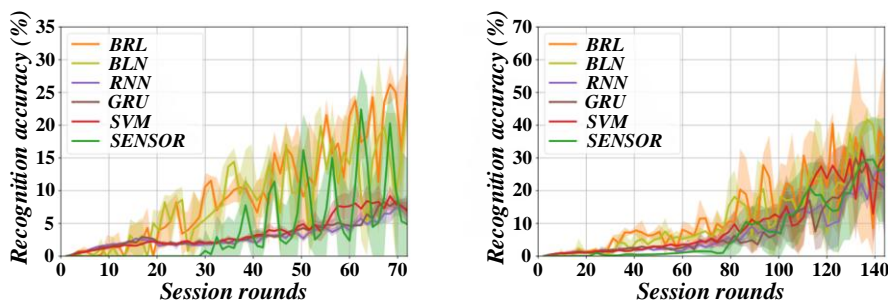 Recognition accuracy (%)
35
30
25
20
15
10
5
0
BRL
BLN
RNN
GRU
SVM
SENSOR
0 10 20 30 40 50 60 70
Session rounds
Recognition accuracy (%)
70
60
50
40
30
20
10
0
BRL
BLN
RNN
GRU
SVM
SENSOR
0 20 40 60 80 100 120 140
Session rounds